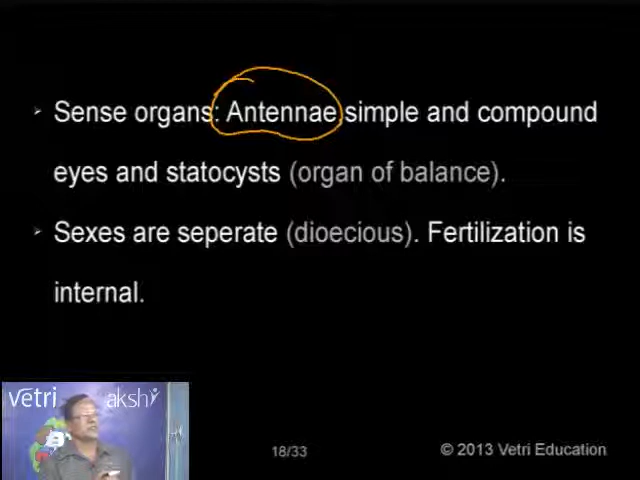 Sense organs: Antennae simple and compound
eyes and statocysts (organ of balance).
Sexes are seperate (dioecious). Fertilization is
internal.
vetri akshi
18/33
© 2013 Vetri Education